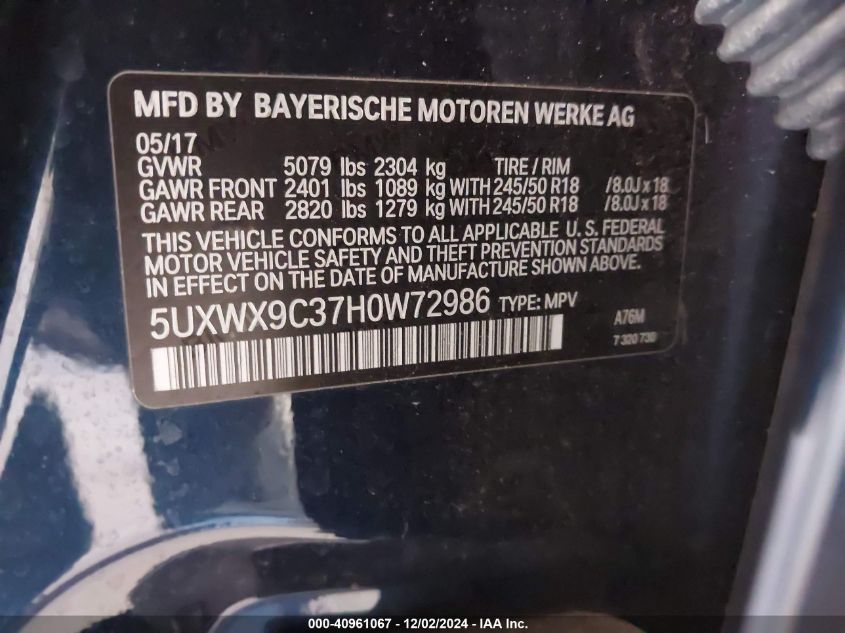 MFD BY BAYERISCHE MOTOREN WERKE AG
05/17
GVWR 5079 lbs 2304 kg TIRE / RIM
GAWR FRONT 2401 lbs 1089 kg WITH 245/50 R18 /8.0J x 18
GAWR REAR 2820 lbs 1279 kg WITH 245/50 R18 /8.0J x 18
THIS VEHICLE CONFORMS TO ALL APPLICABLE U. S. FEDERAL
MOTOR VEHICLE SAFETY AND THEFT PREVENTION STANDARDS
IN EFFECT ON THE DATE OF MANUFACTURE SHOWN ABOVE.
5UXWX9C37H0W72986 TYPE: MPV
A76M
7 320 730
000-40961067 - 12/02/2024 - IAA Inc.